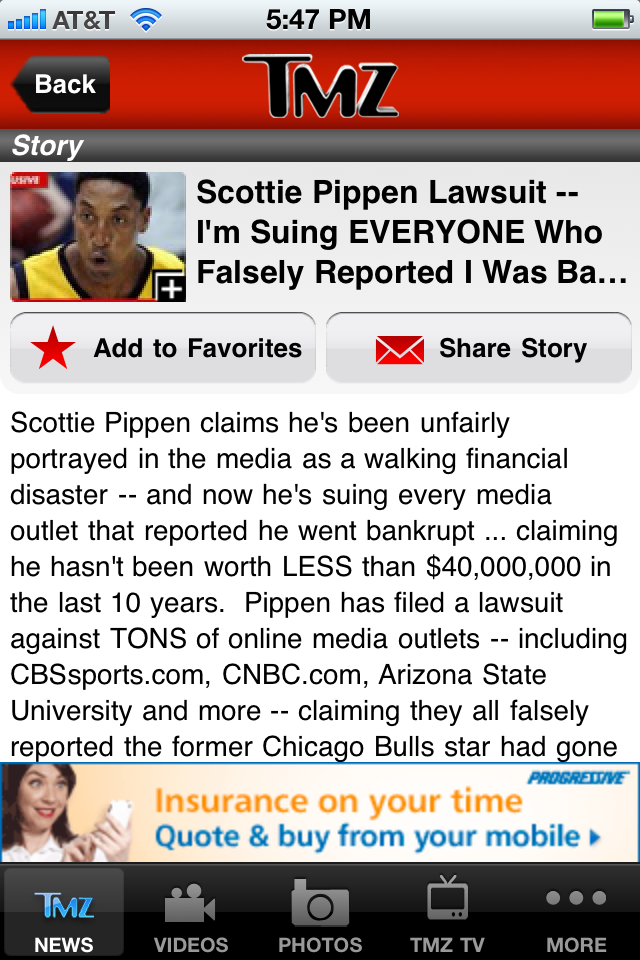 AT&T 5:47 PM
Back
TMZ
Story
Scottie Pippen Lawsuit --
I'm Suing EVERYONE Who
Falsely Reported I Was Ba...
Add to Favorites
Share Story
Scottie Pippen claims he's been unfairly
portrayed in the media as a walking financial
disaster -- and now he's suing every media
outlet that reported he went bankrupt ... claiming
he hasn't been worth LESS than $40,000,000 in
the last 10 years.  Pippen has filed a lawsuit
against TONS of online media outlets -- including
CBSsports.com, CNBC.com, Arizona State
University and more -- claiming they all falsely
reported the former Chicago Bulls star had gone
PROGRESSIVE
Insurance on your time
Quote & buy from your mobile
TMZ
NEWS
VIDEOS
PHOTOS
TMZ TV
MORE